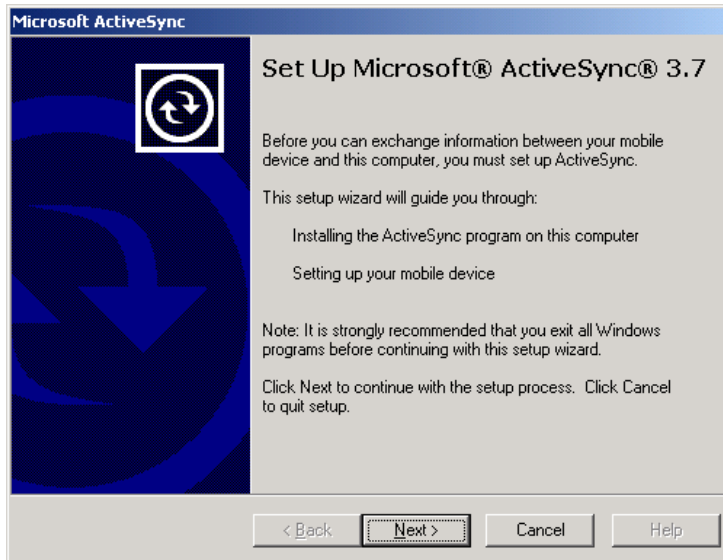 Microsoft ActiveSync
Set Up Microsoft® ActiveSync® 3.7
Before you can exchange information between your mobile
device and this computer, you must set up ActiveSync.
This setup wizard will guide you through:
Installing the ActiveSync program on this computer
Setting up your mobile device
Note: It is strongly recommended that you exit all Windows
programs before continuing with this setup wizard.
Click Next to continue with the setup process. Click Cancel
to quit setup.
< Back Next > Cancel Help